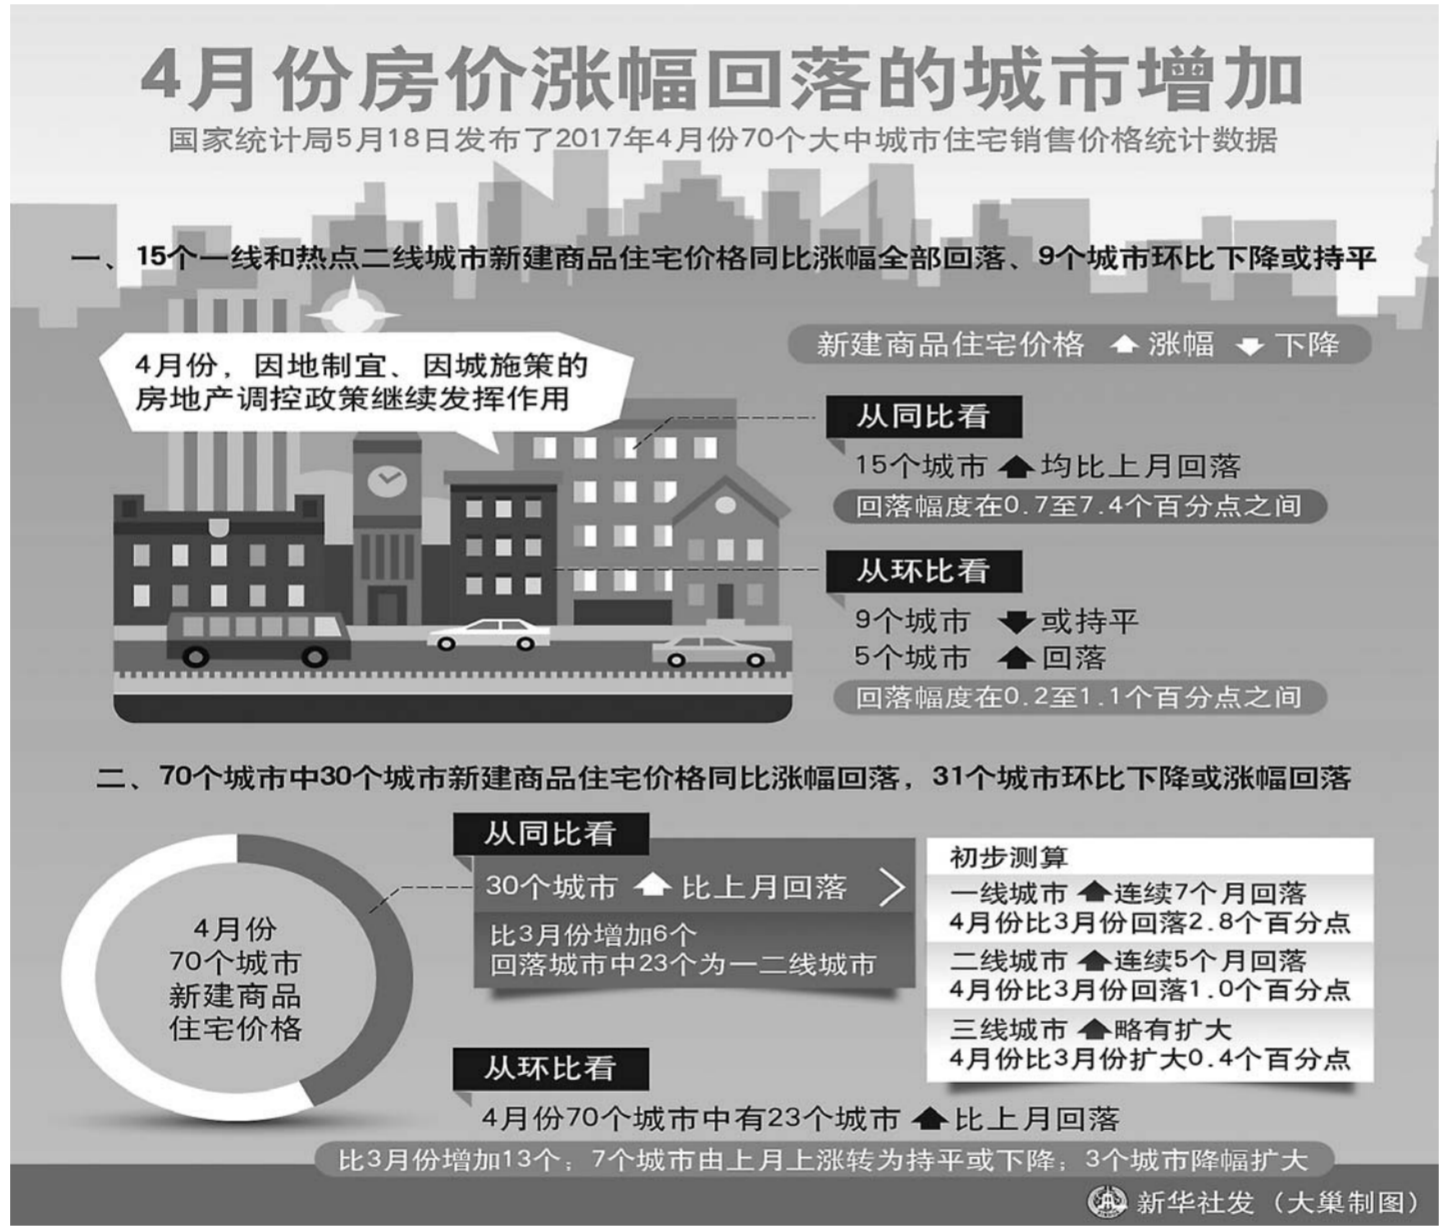 4月份房价涨幅回落的城市增加
国家统计局5月18日发布了2017年4月份70个大中城市住宅销售价格统计数据
一、15个一线和热点二线城市新建商品住宅价格同比涨幅全部回落、9个城市环比下降或持平
4月份，因地制宜、因城施策的
房地产调控政策继续发挥作用
新建商品住宅价格 涨幅 下降
从同比看
15个城市 均比上月回落
回落幅度在0.7至7.4个百分点之间
从环比看
9个城市 或持平
5个城市 回落
回落幅度在0.2至1.1个百分点之间
二、70个城市中30个城市新建商品住宅价格同比涨幅回落，31个城市环比下降或涨幅回落
4月份
70个城市
新建商品
住宅价格
从同比看
30个城市 比上月回落
比3月份增加6个
回落城市中23个为一二线城市
初步测算
一线城市 连续7个月回落
4月份比3月份回落2.8个百分点
二线城市 连续5个月回落
4月份比3月份回落1.0个百分点
三线城市 略有扩大
4月份比3月份扩大0.4个百分点
从环比看
4月份70个城市中有23个城市 比上月回落
比3月份增加13个；7个城市由上月上涨转为持平或下降；3个城市降幅扩大
新华社发（大巢制图）